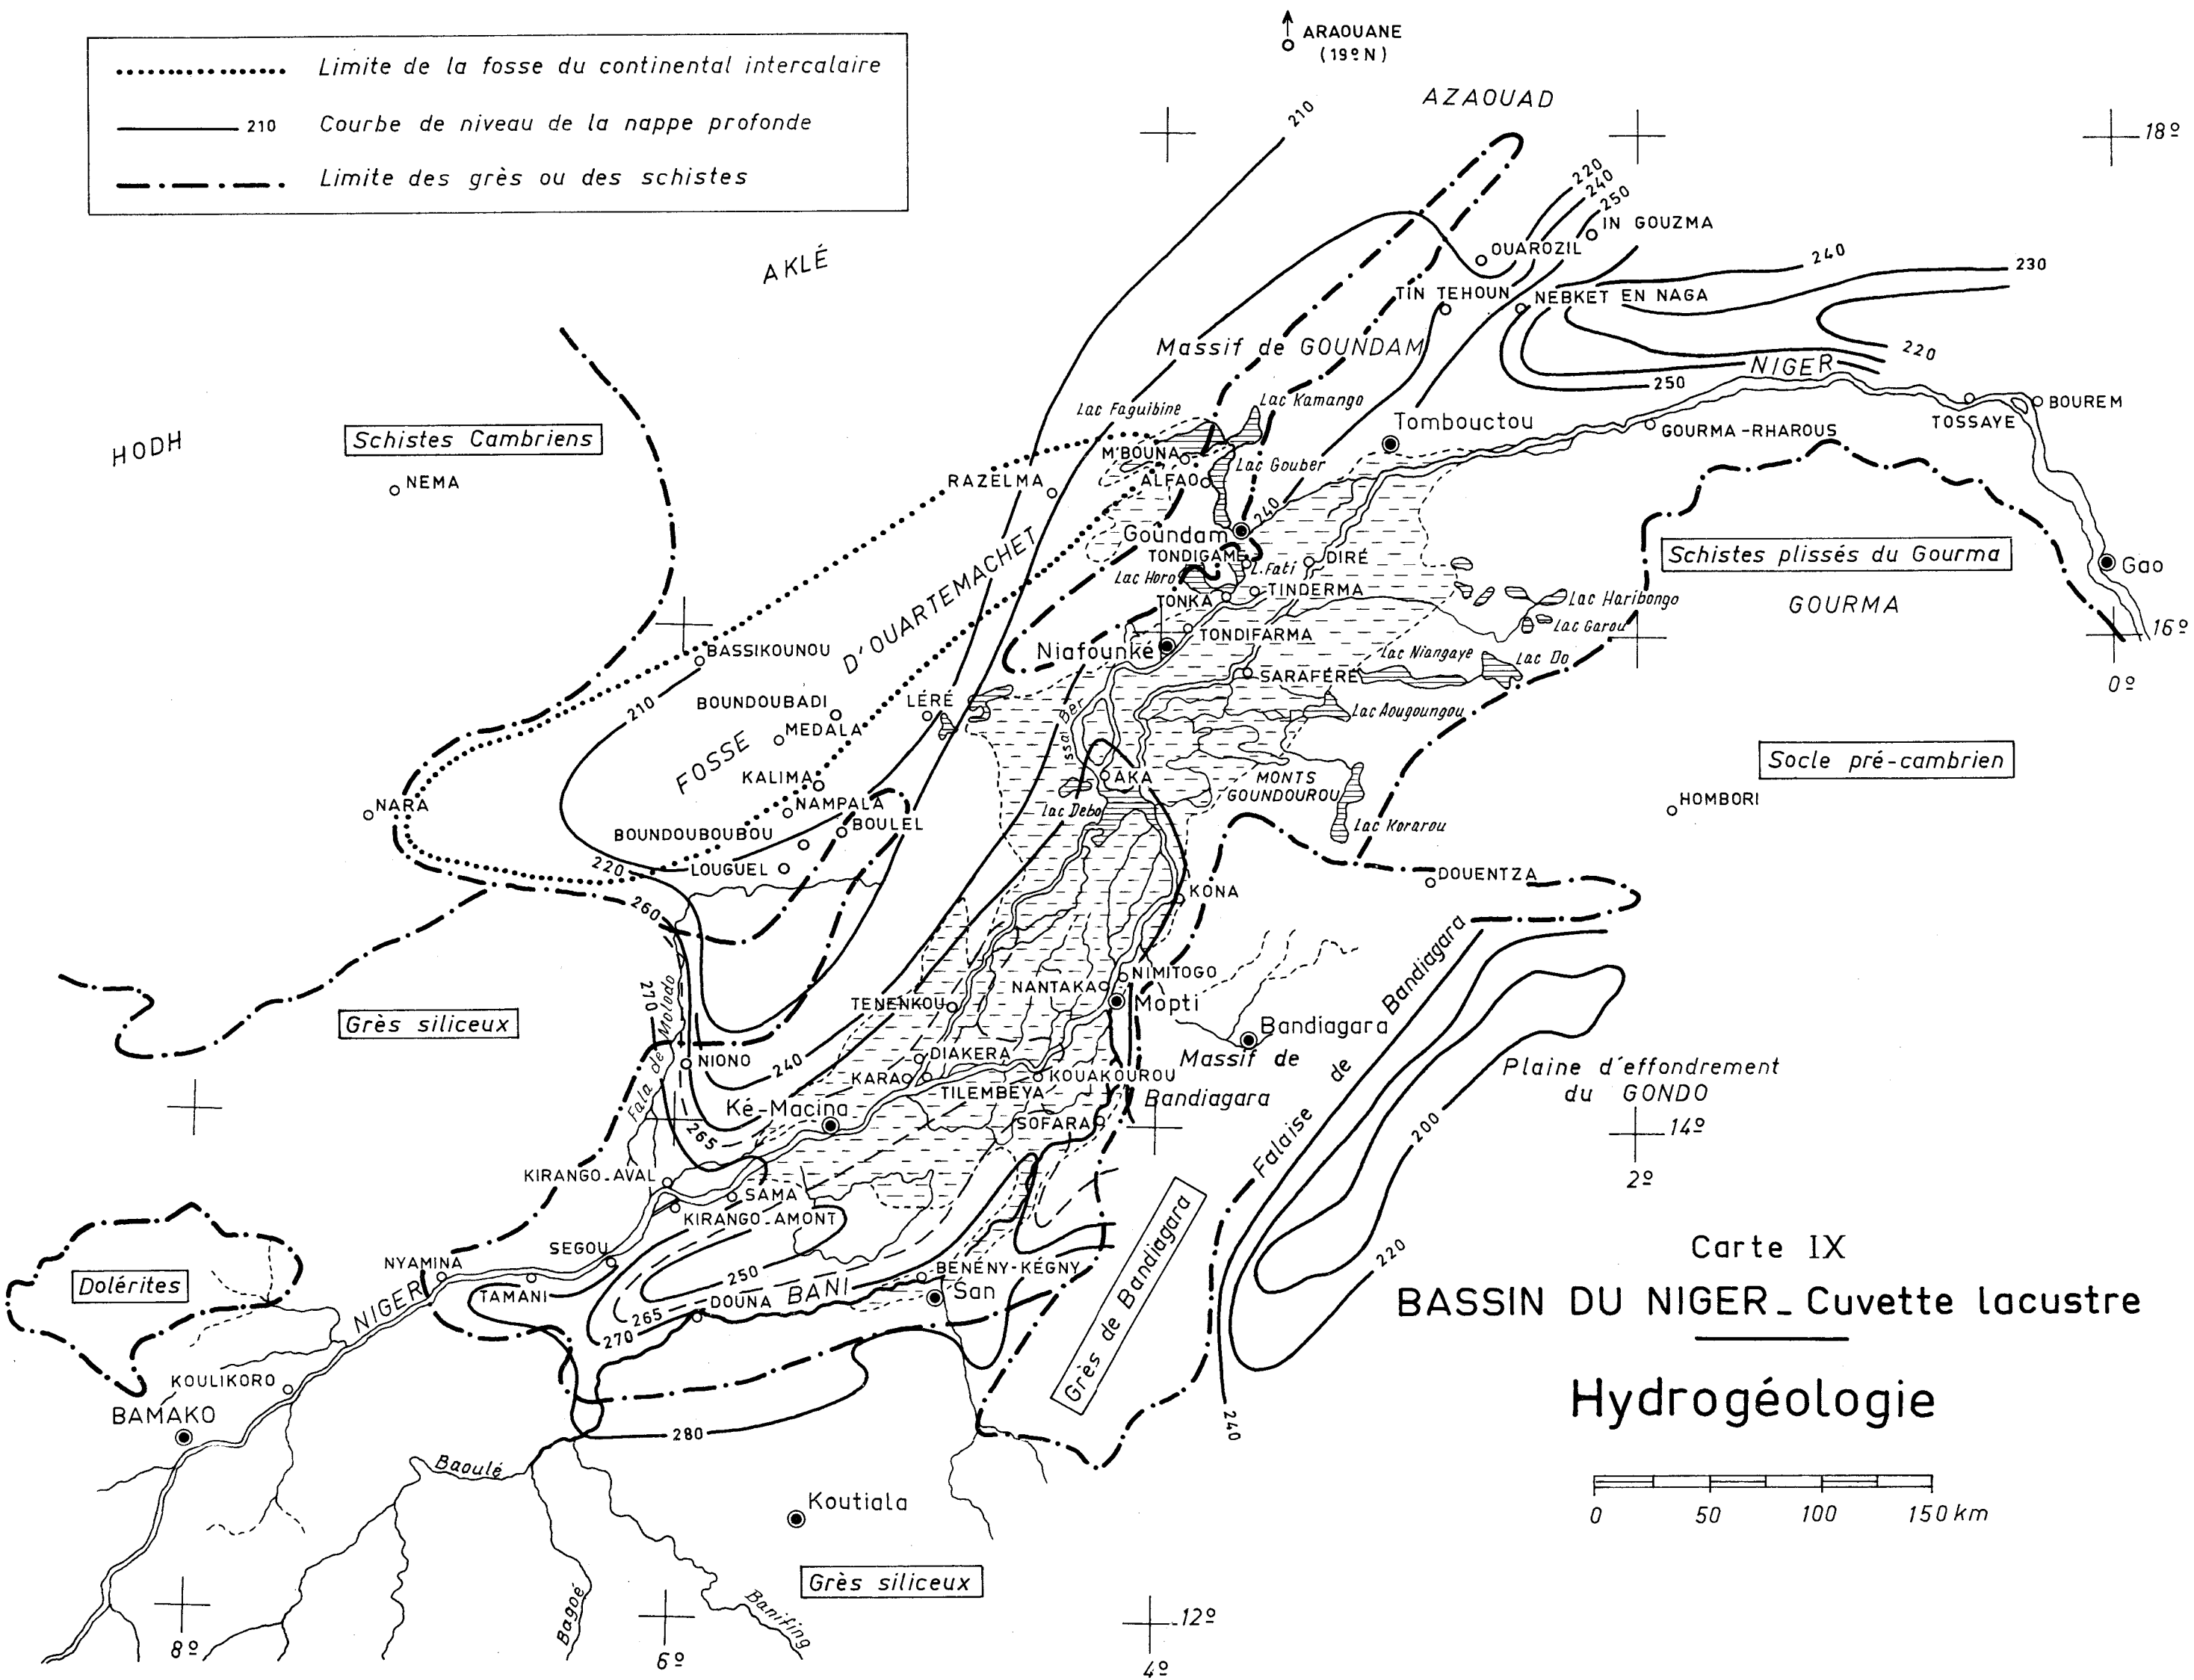 Limite de la fosse du continental intercalaire
210 Courbe de niveau de la nappe profonde
Limite des grès ou des schistes
ARAOUANE
(19º N)
AZAOUAD
210
18º
220
240
250
IN GOUZMA
OUAROZIL
AKLÉ
240
230
TIN TEHOUN
NEBKET EN NAGA
Massif de GOUNDAM
220
NIGER
250
Lac Faguibine
Lac Kamango
Tombouctou
BOUREM
TOSSAYE
GOURMA-RHAROUS
HODH
Schistes Cambriens
NEMA
M'BOUNA
Lac Gouber
RAZELMA
ALFAO
240
Goundam
TONDIGAME
L. Fati
DIRÉ
Schistes plissés du Gourma
Gao
Lac Horo
TONKA
TINDERMA
Lac Haribongo
GOURMA
Lac Garou
16º
TONDIFARMA
Niafounké
BASSIKOUNOU
FOSSE D'OUARTEMACHET
Lac Niangaye
Lac Do
SARAFÉRÉ
0º
210
BOUNDOUBADI
LÉRÉ
Issa Ber
Lac Aougoungou
MEDALA
Socle pré-cambrien
KALIMA
AKA
MONTS
GOUNDOUROU
NARA
NAMPALA
Lac Debo
HOMBORI
BOUNDOUBOUBOU
BOULEL
Lac Korarou
220
LOUGUEL
DOUENTZA
260
KONA
270
Fala de Molodo
NIMITOGO
NANTAKA
TENENKOU
Mopti
Falaise de Bandiagara
Grès siliceux
Bandiagara
NIONO
DIAKERA
Massif de
Bandiagara
Plaine d'effondrement
du GONDO
240
KARA
KOUAKOUROU
TILEMBEYA
Ké-Macina
SOFARA
265
200
14º
KIRANGO-AVAL
2º
SAMA
KIRANGO-AMONT
Grès de Bandiagara
SEGOU
220
NYAMINA
Dolérites
NIGER
TAMANI
250
BENÉNY-KÉGNY
265
DOUNA
BANI
San
270
Carte IX
BASSIN DU NIGER_Cuvette lacustre
Hydrogéologie
KOULIKORO
BAMAKO
280
240
Baoulé
Koutiala
0 50 100 150 km
Grès siliceux
Bagoé
Banifing
12º
8º
6º
4º